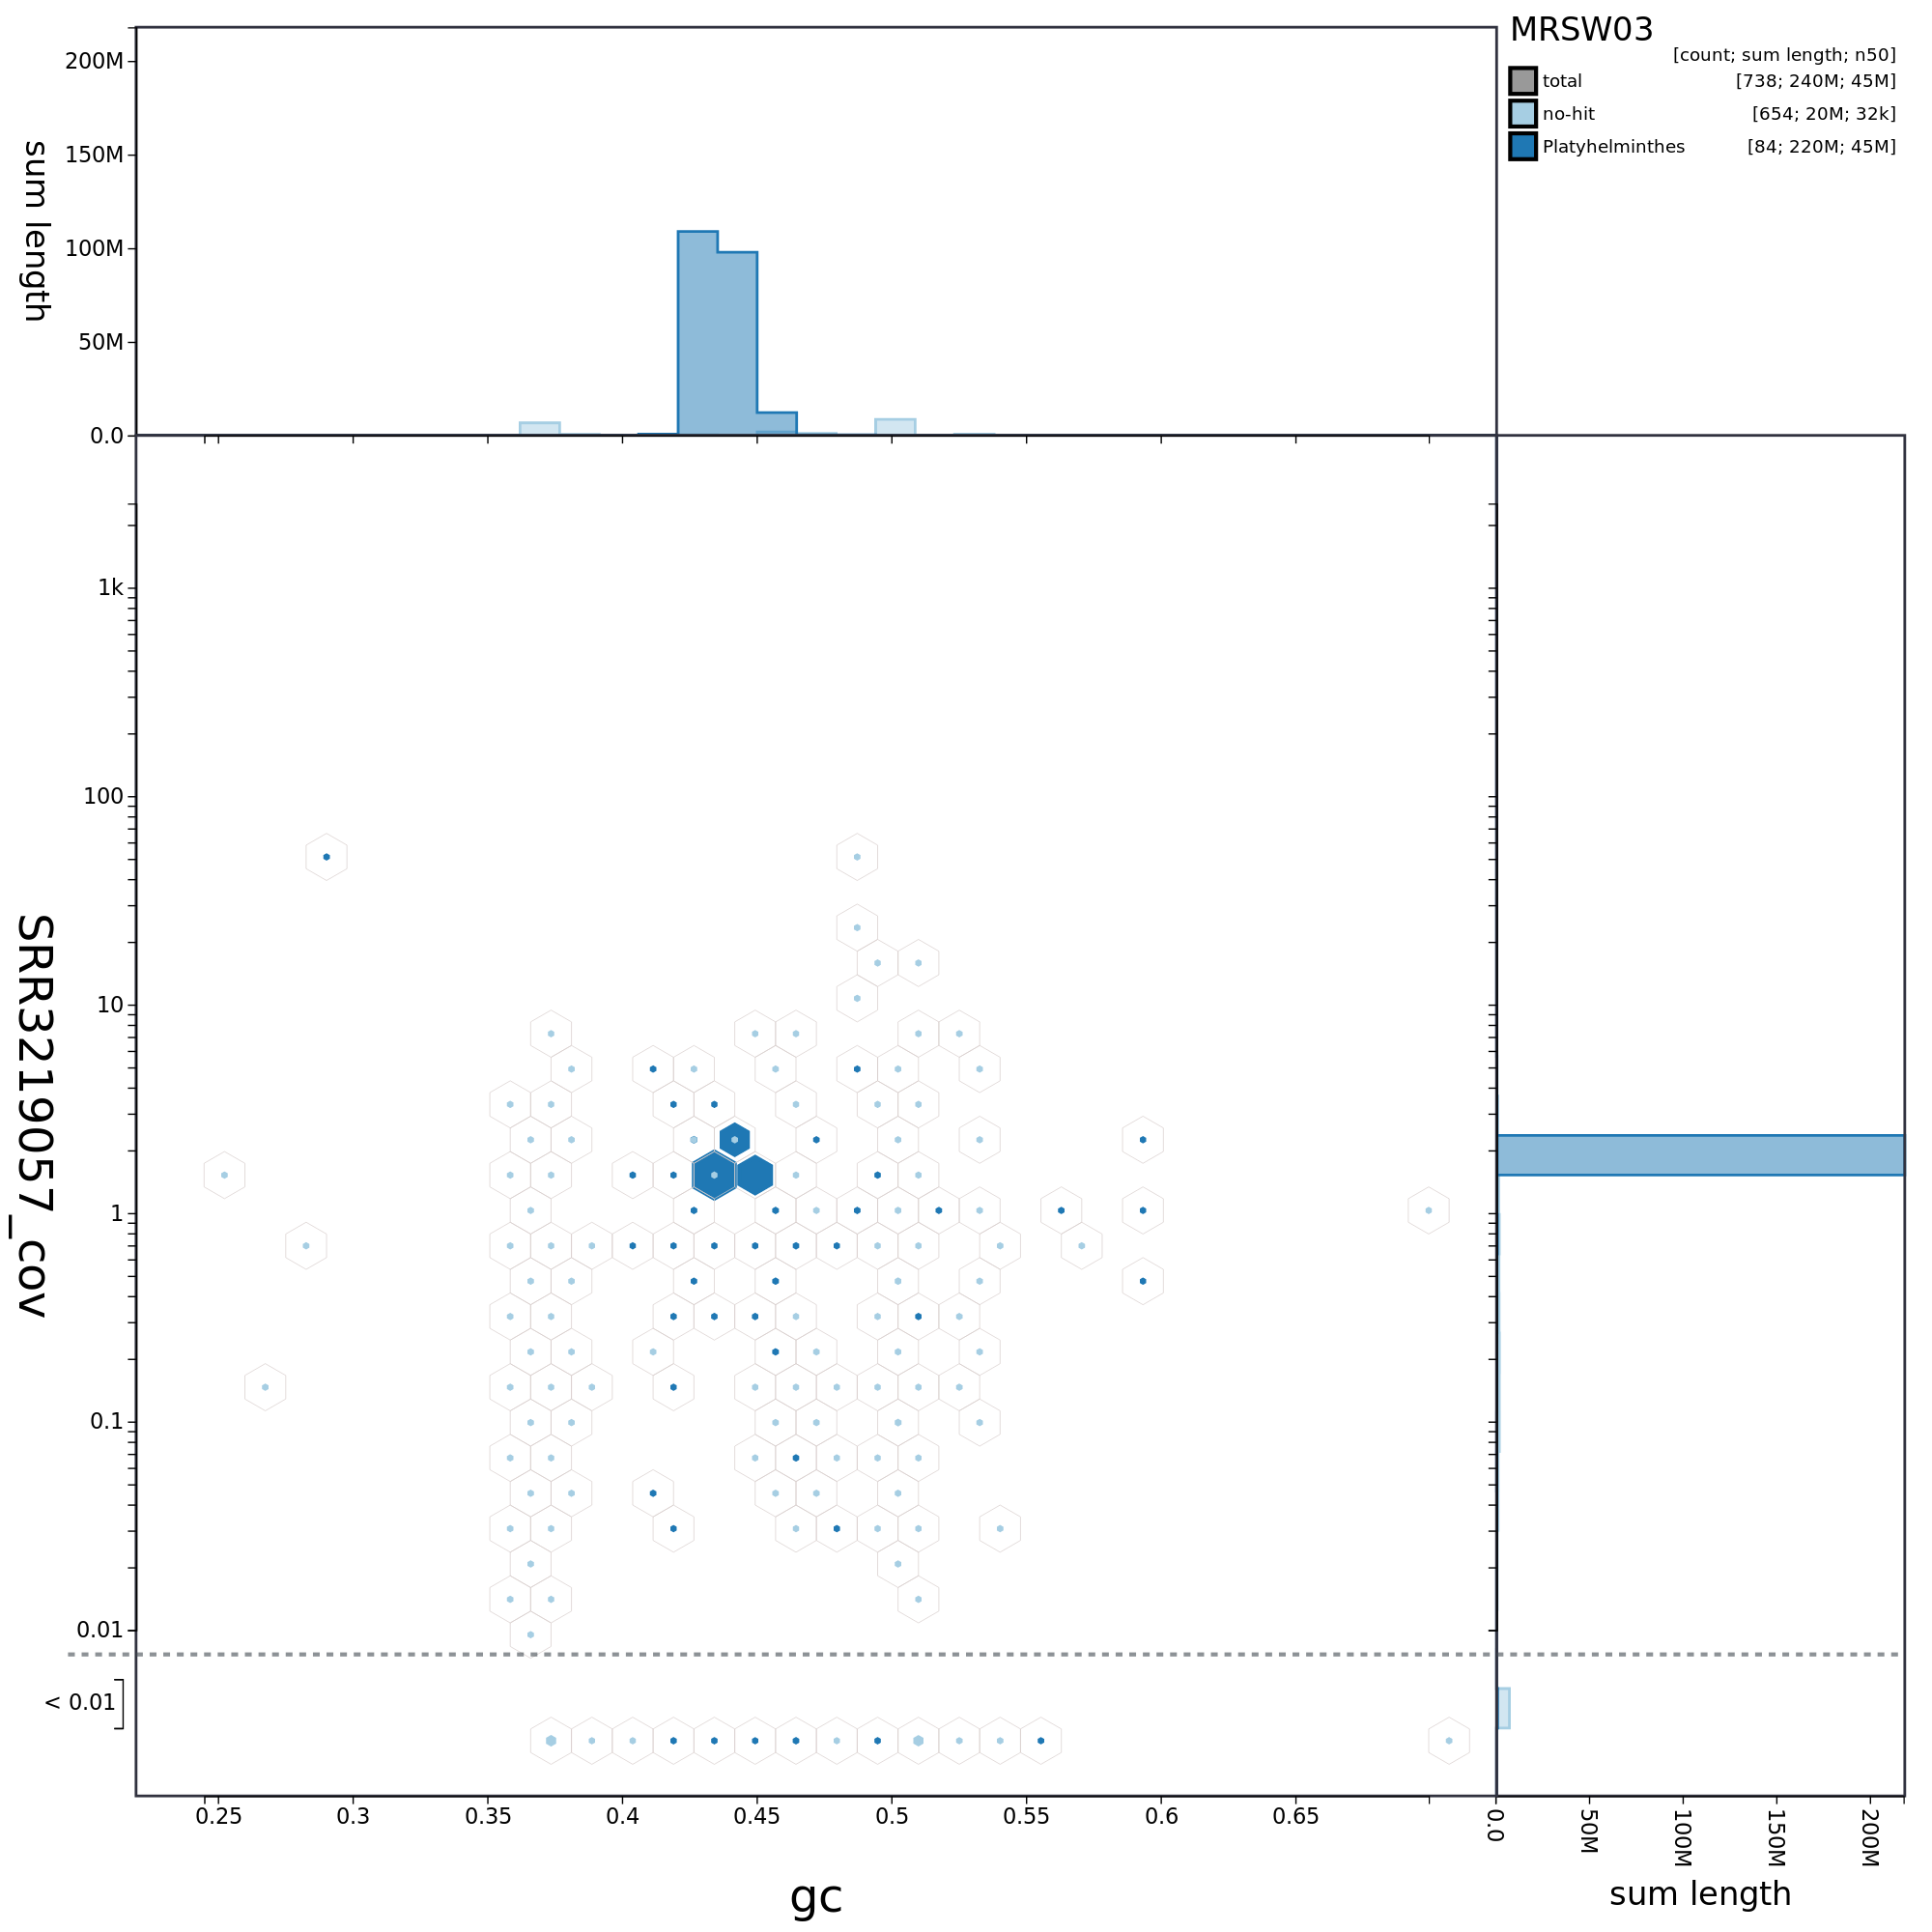 MRSW03
[count; sum length; n50]
total [738; 240M; 45M]
no-hit [654; 20M; 32k]
Platyhelminthes [84; 220M; 45M]
sum length
200M
150M
100M
50M
0.0
SRR3219057_cov
1k
100
10
1
0.1
0.01
< 0.01
0.25 0.3 0.35 0.4 0.45 0.5 0.55 0.6 0.65
gc
0.0 50M 100M 150M 200M
sum length